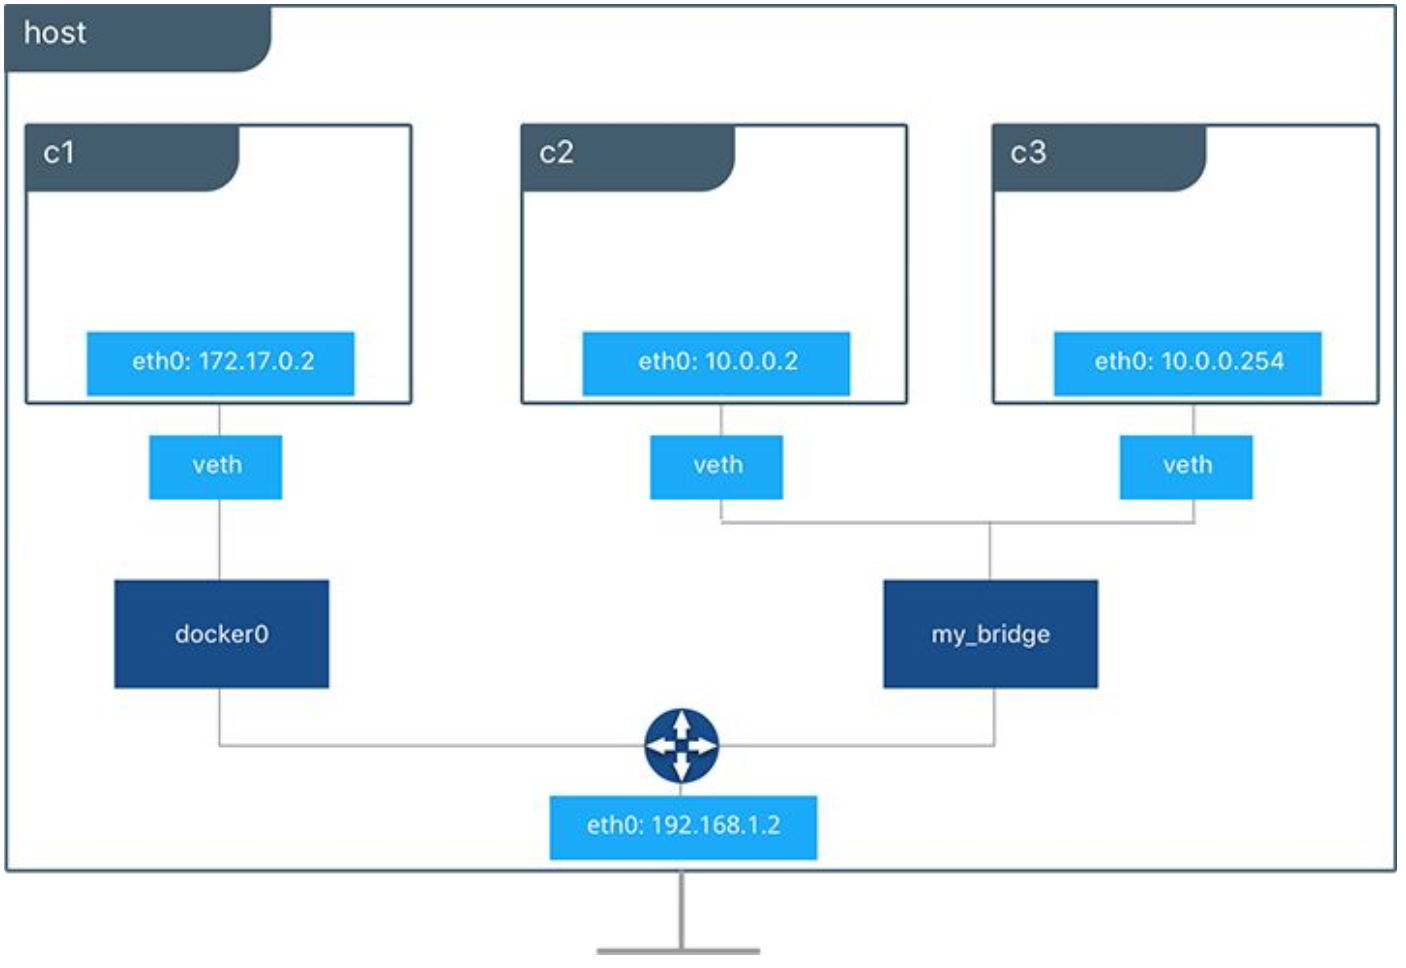 host
c1
c2
c3
eth0: 172.17.0.2
eth0: 10.0.0.2
eth0: 10.0.0.254
veth
veth
veth
docker0
my_bridge
eth0: 192.168.1.2